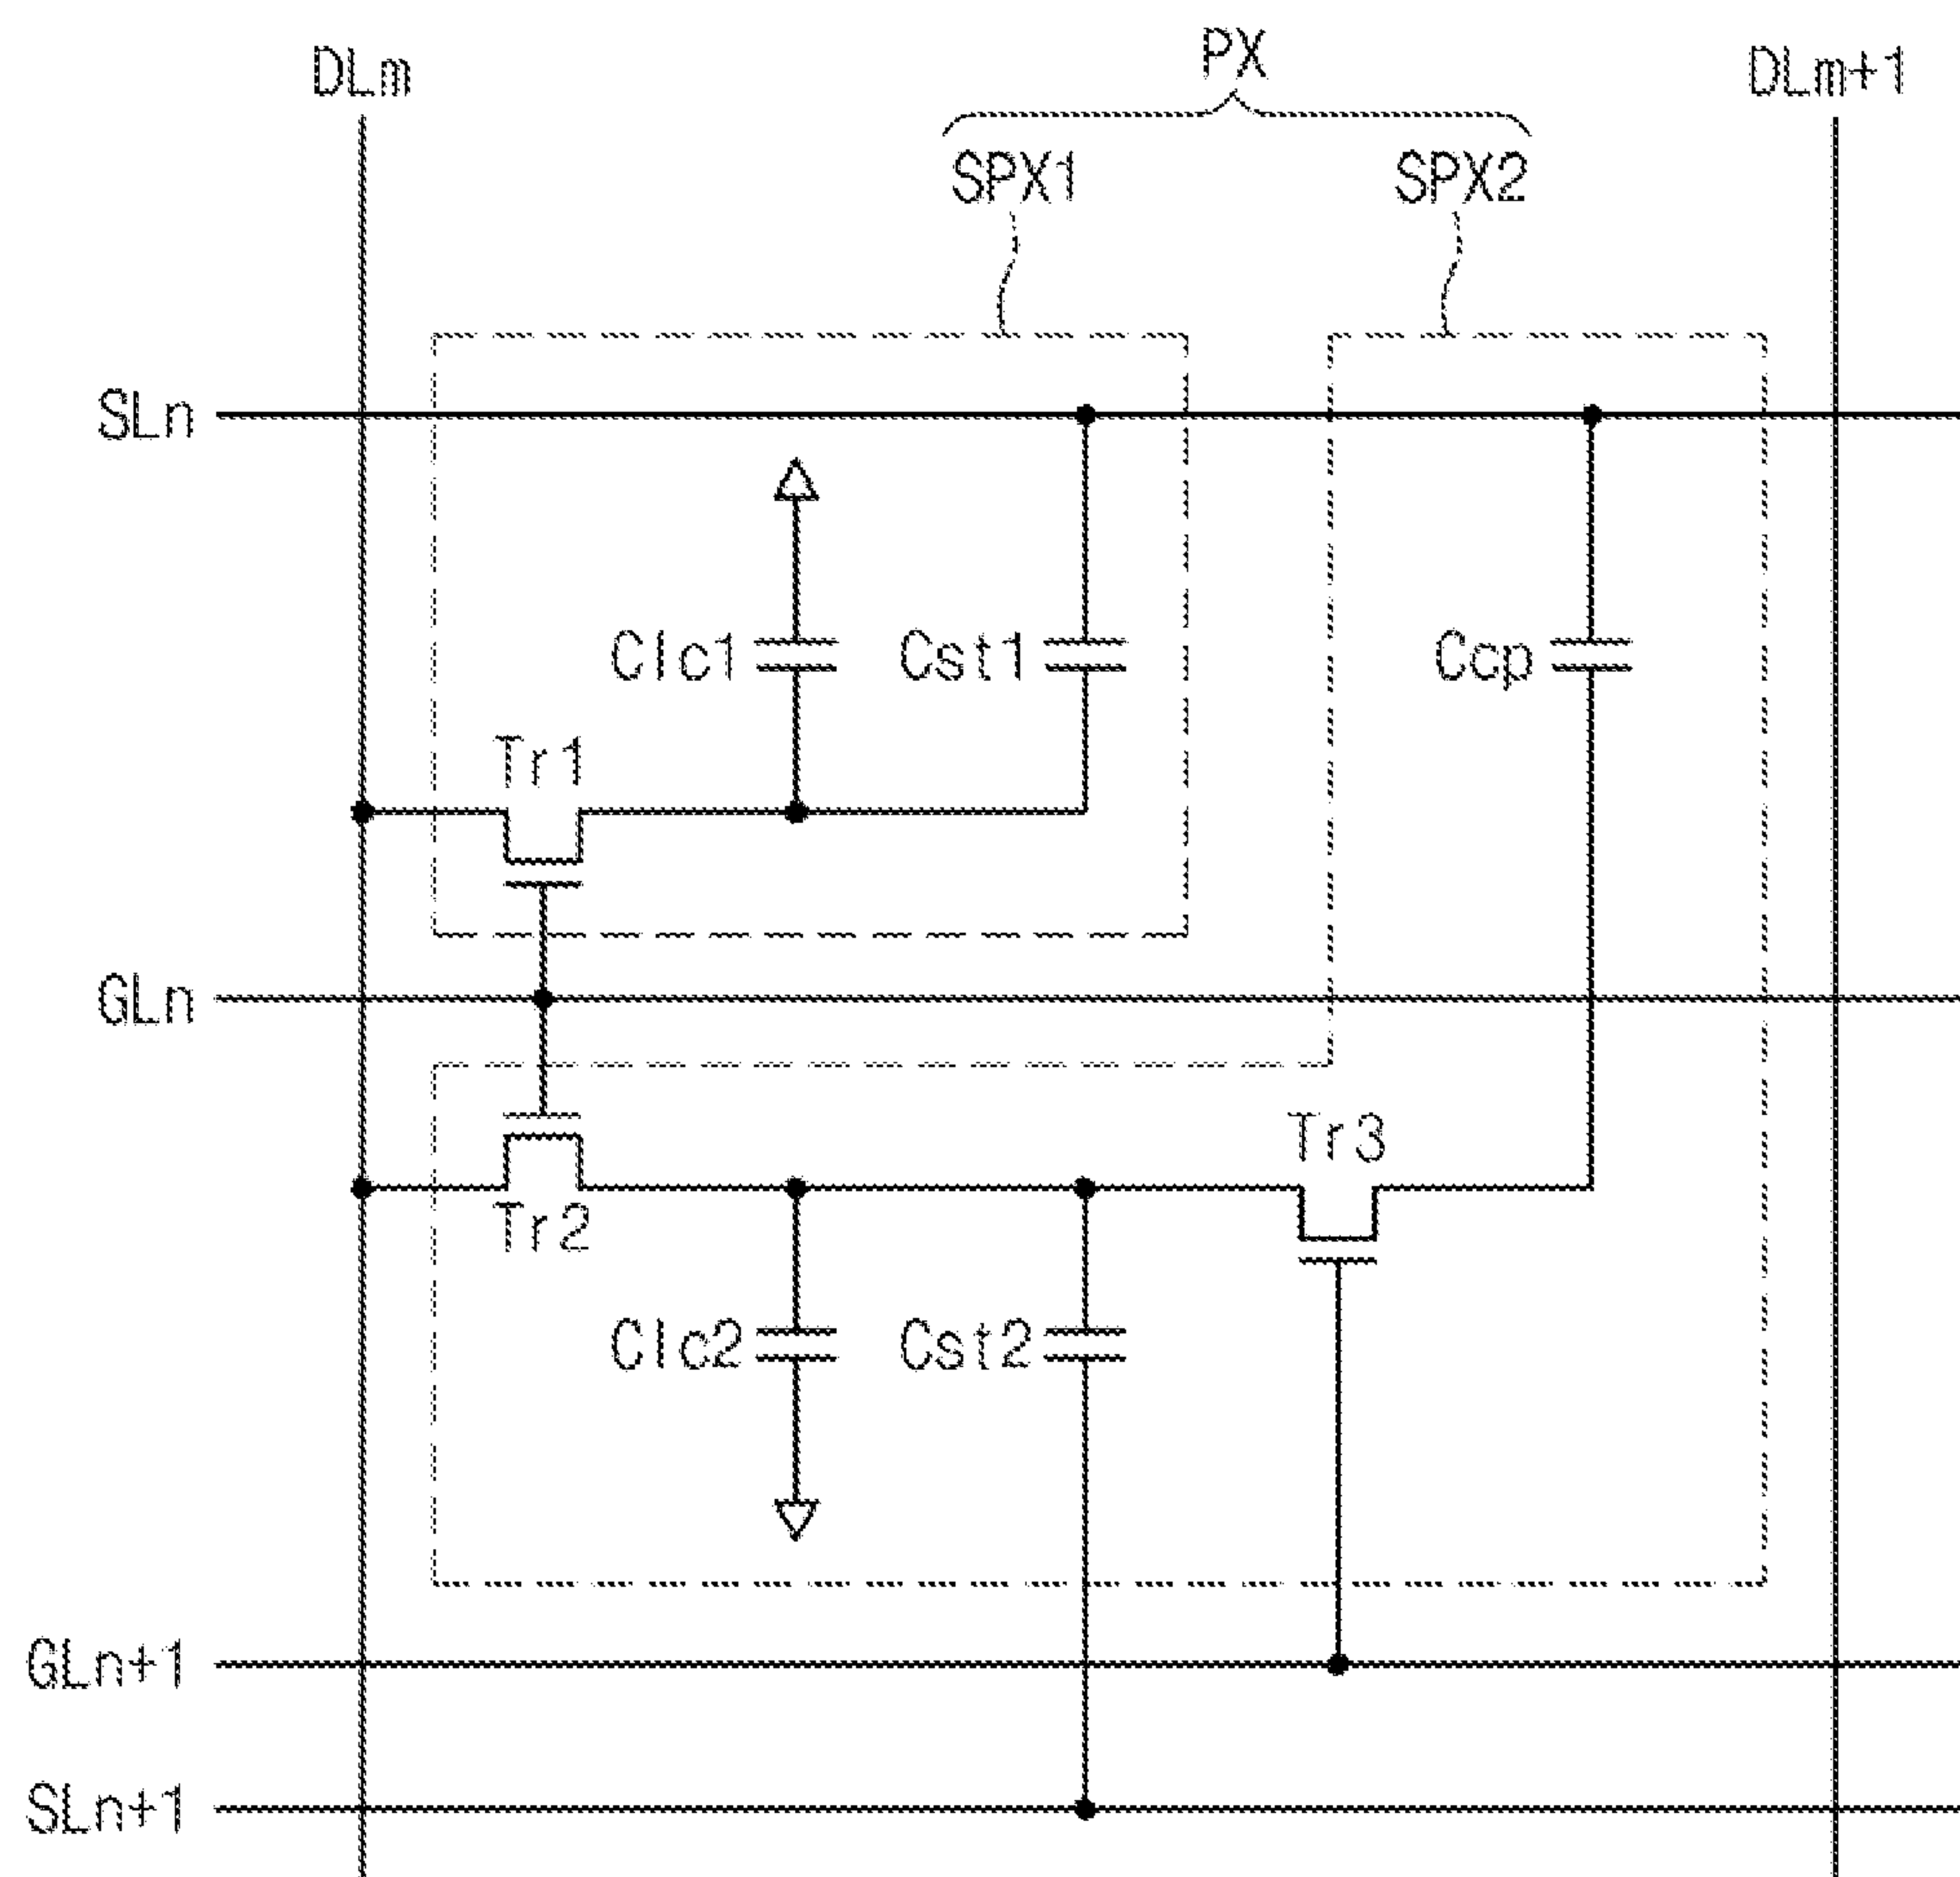 PX
DLm
DLm+1
SPX1
SPX2
SLn
Clc1
Cst1
Ccp
Tr1
GLn
Tr3
Tr2
Clc2
Cst2
GLn+1
SLn+1